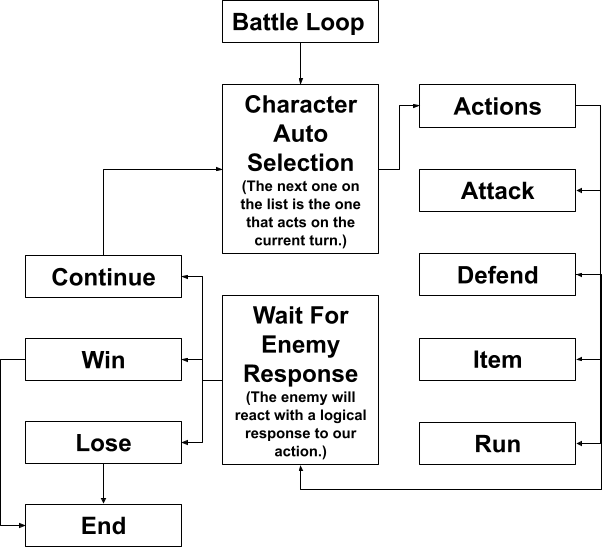 Battle Loop
Character
Auto
Selection
(The next one on
the list is the one
that acts on the
current turn.)
Actions
Attack
Defend
Item
Run
Wait For
Enemy
Response
(The enemy will
react with a logical
response to our
action.)
Continue
Win
Lose
End